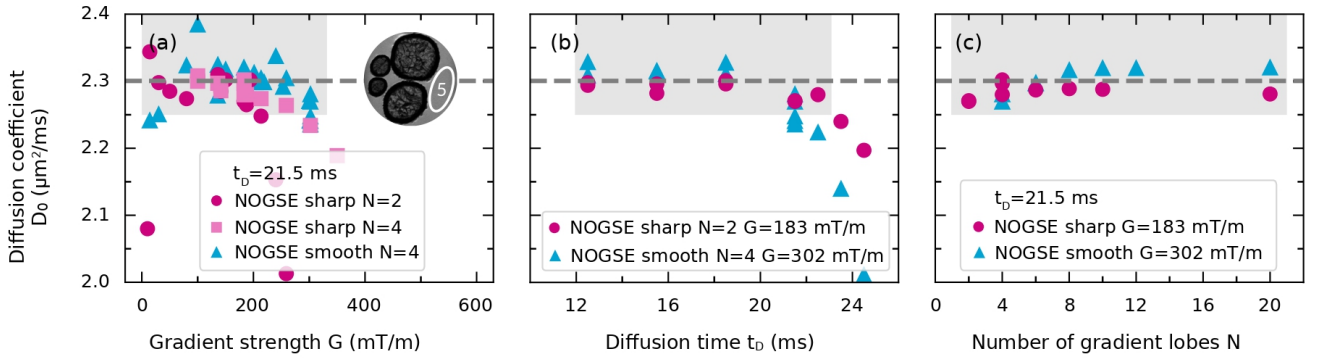 Diffusion coefficient
D₀ (μm²/ms)
2.4
2.3
2.2
2.1
2.0
(a)
5
t_D=21.5 ms
NOGSE sharp N=2
NOGSE sharp N=4
NOGSE smooth N=4
0 200 400 600
Gradient strength G (mT/m)
(b)
NOGSE sharp N=2 G=183 mT/m
NOGSE smooth N=4 G=302 mT/m
12 16 20 24
Diffusion time t_D (ms)
(c)
t_D=21.5 ms
NOGSE sharp G=183 mT/m
NOGSE smooth G=302 mT/m
0 4 8 12 16 20
Number of gradient lobes N